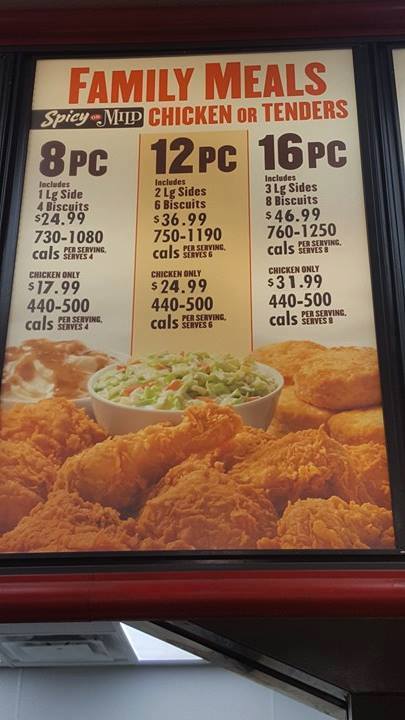 FAMILY MEALS
Spicy OR MILD CHICKEN OR TENDERS
8PC
Includes
1 Lg Side
4 Biscuits
$24.99
730-1080
cals PER SERVING, SERVES 4
CHICKEN ONLY
$17.99
440-500
cals PER SERVING, SERVES 4
12PC
Includes
2 Lg Sides
6 Biscuits
$36.99
750-1190
cals PER SERVING, SERVES 6
CHICKEN ONLY
$24.99
440-500
cals PER SERVING, SERVES 6
16PC
Includes
3 Lg Sides
8 Biscuits
$46.99
760-1250
cals PER SERVING, SERVES 8
CHICKEN ONLY
$31.99
440-500
cals PER SERVING, SERVES 8